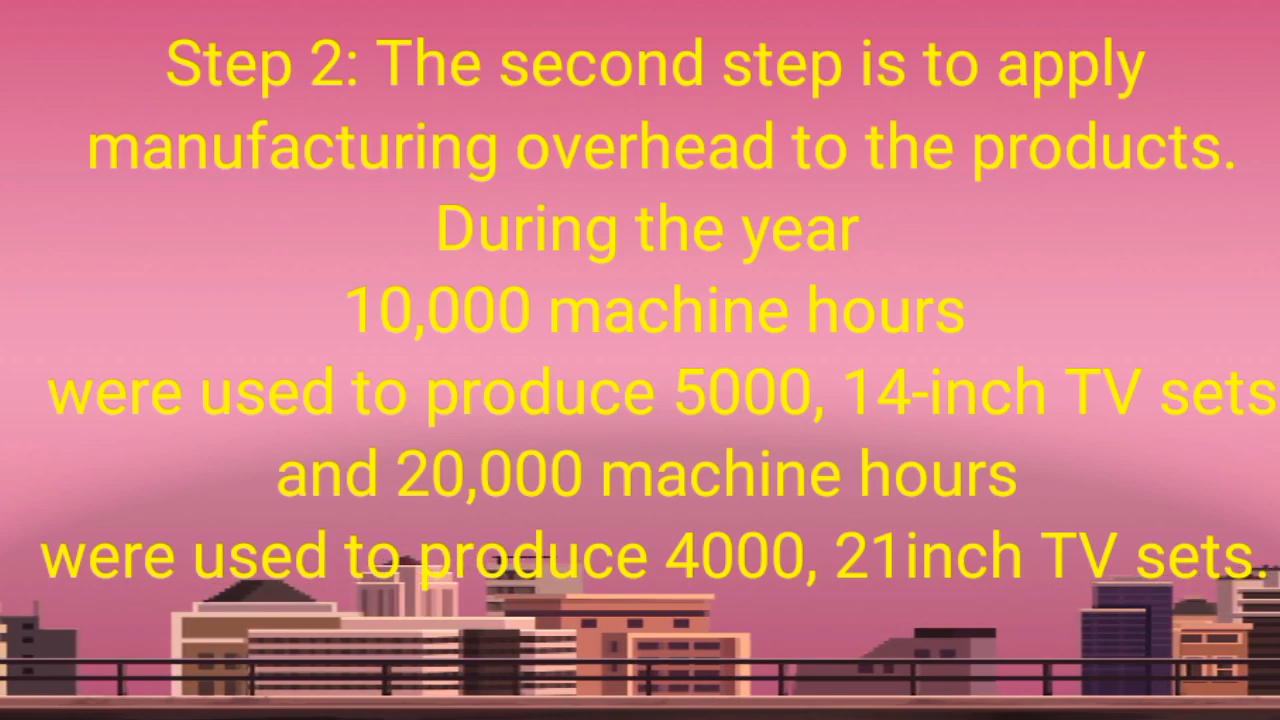 Step 2: The second step is to apply
manufacturing overhead to the products.
During the year
10,000 machine hours
were used to produce 5000, 14-inch TV sets
and 20,000 machine hours
were used to produce 4000, 21inch TV sets.